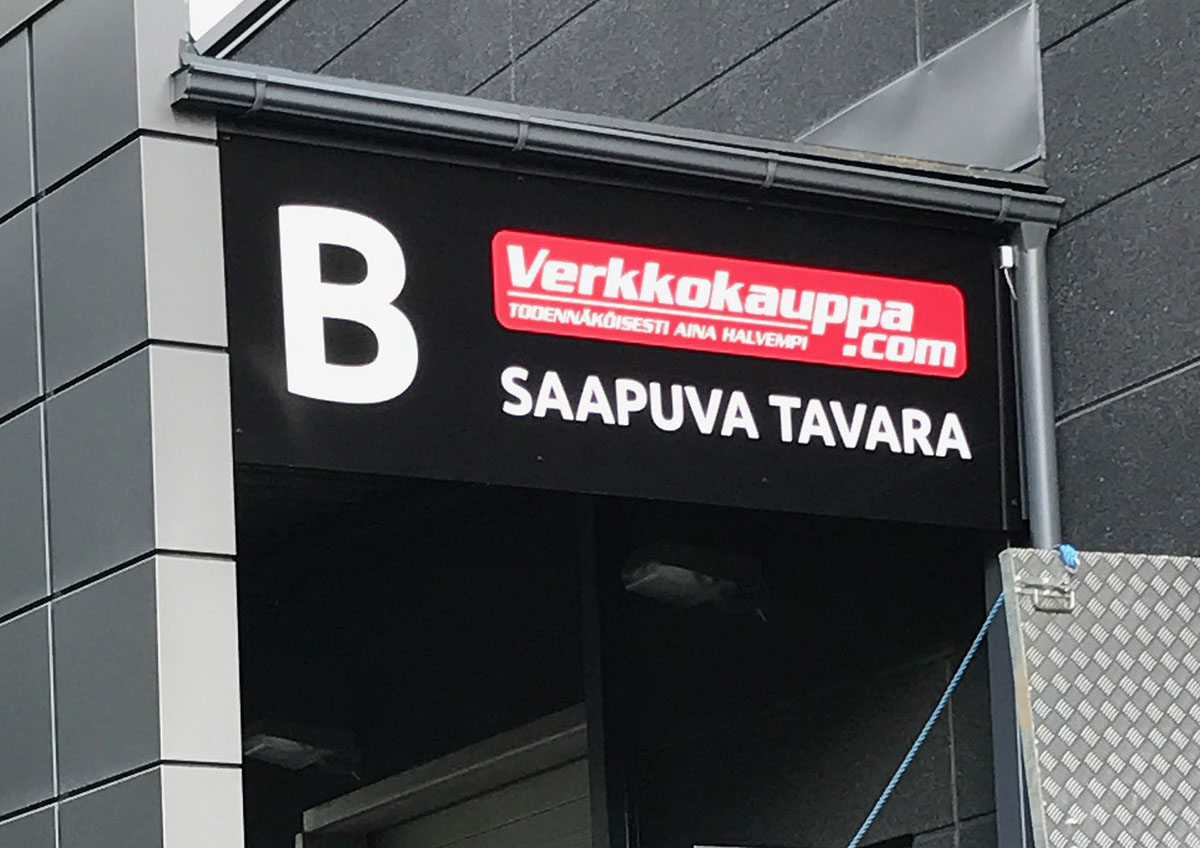 B
Verkkokauppa
.com
TODENNÄKÖISESTI AINA HALVEMPI
SAAPUVA TAVARA